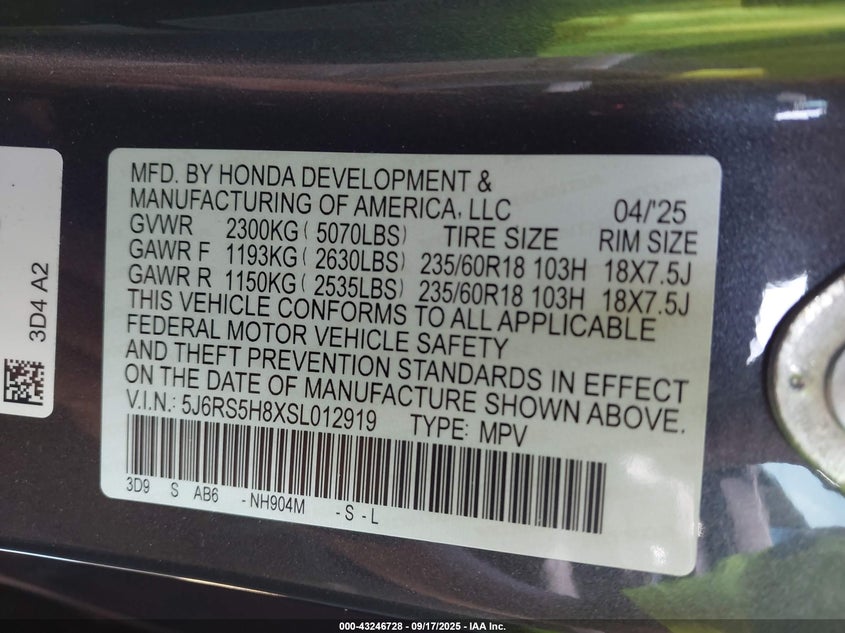 MFD. BY HONDA DEVELOPMENT &
MANUFACTURING OF AMERICA, LLC 04/'25
GVWR 2300KG ( 5070LBS) TIRE SIZE RIM SIZE
GAWR F 1193KG ( 2630LBS) 235/60R18 103H 18X7.5J
GAWR R 1150KG ( 2535LBS) 235/60R18 103H 18X7.5J
THIS VEHICLE CONFORMS TO ALL APPLICABLE
FEDERAL MOTOR VEHICLE SAFETY
AND THEFT PREVENTION STANDARDS IN EFFECT
ON THE DATE OF MANUFACTURE SHOWN ABOVE.
V.I.N.: 5J6RS5H8XSL012919 TYPE: MPV
3D9 S AB6 -NH904M -S-L
3D4 A2
000-43246728 - 09/17/2025 - IAA Inc.